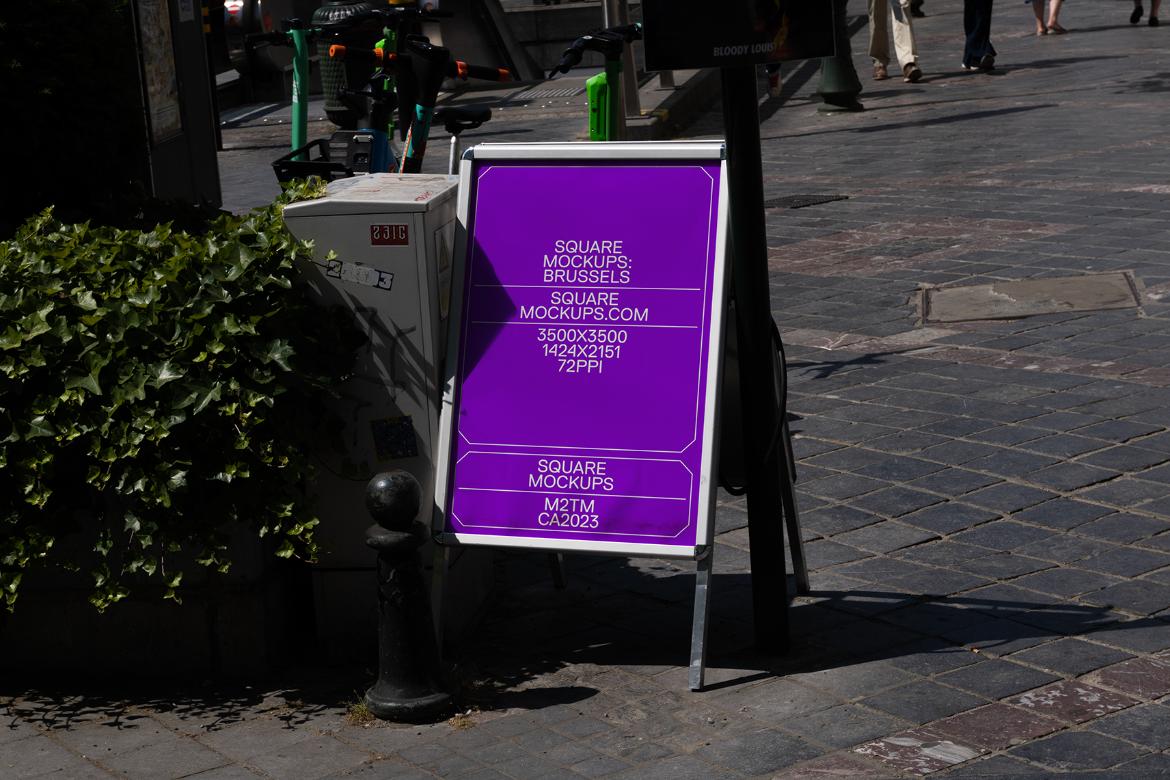 BLOODY LOUIS
SQUARE
MOCKUPS:
BRUSSELS
SQUARE
MOCKUPS.COM
3500X3500
1424X2151
72PPI
SQUARE
MOCKUPS
M2TM
CA2023